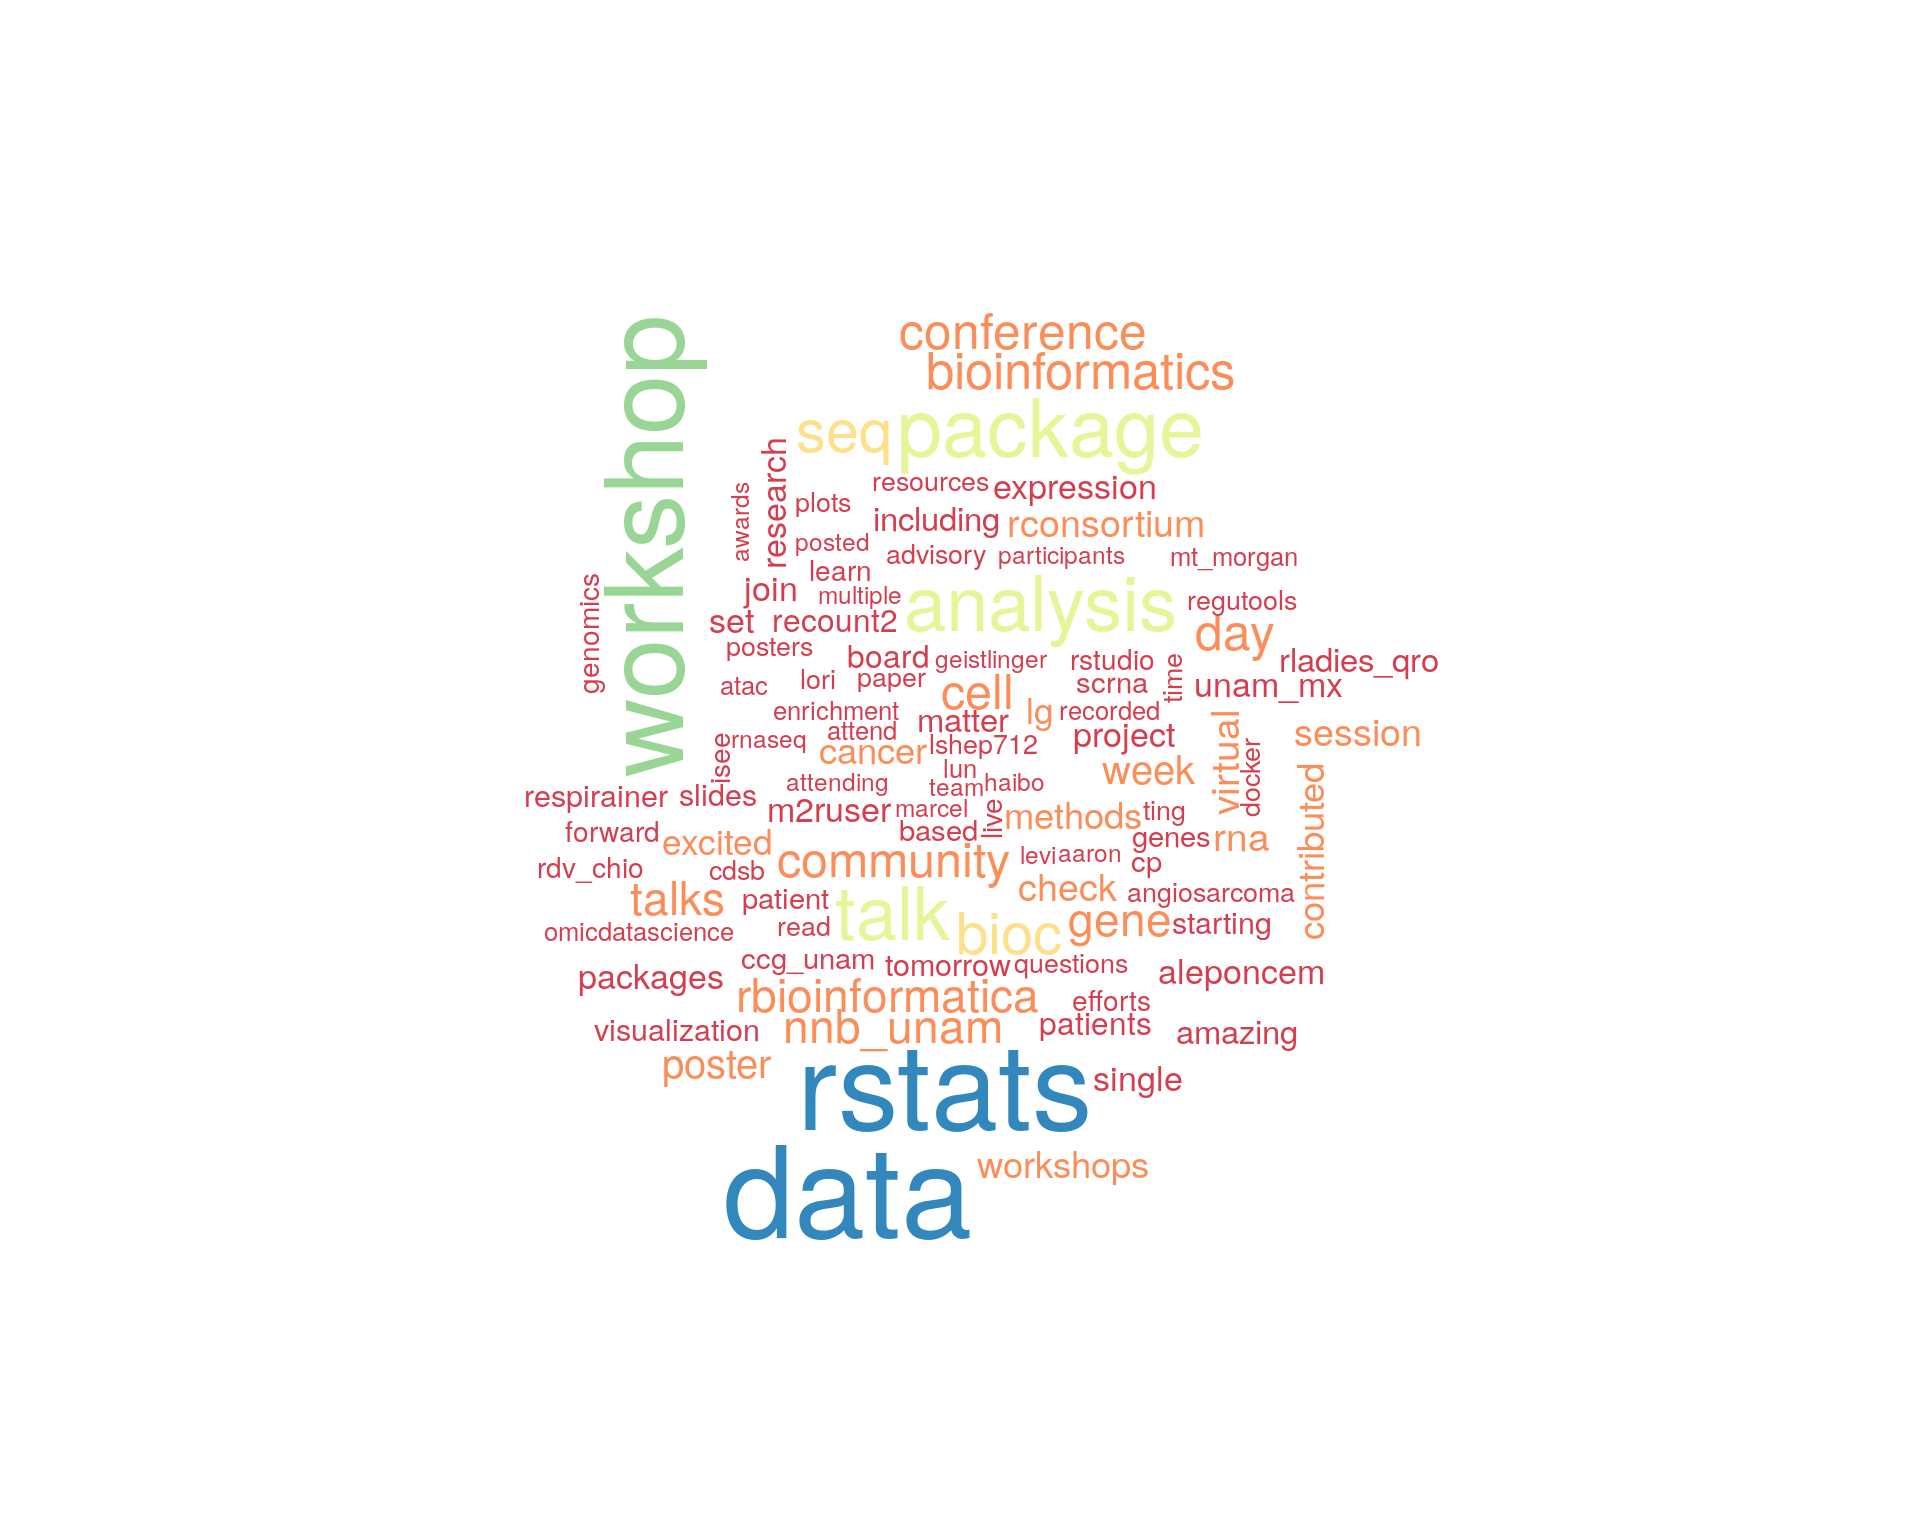 conference
bioinformatics
workshop
seq package
research
awards
resources expression
plots
including rconsortium
posted
advisory participants mt_morgan
learn
genomics
join multiple analysis regutools
set recount2 day
posters
board geistlinger rstudio time rladies_qro
atac lori paper cell scrna unam_mx
enrichment lg recorded
attend matter virtual session
isee rnaseq cancer lshep712 project docker
lun week
attending team haibo contributed
respirainer slides
m2ruser marcel live methods ting
forward excited based genes rna
community levi aaron cp
rdv_chio cdsb
talks patient talk check angiosarcoma
omicdatascience read bioc gene starting
ccg_unam tomorrow questions
packages aleponcem
rbioinformatica efforts
visualization nnb_unam patients amazing
poster
rstats single
workshops
data